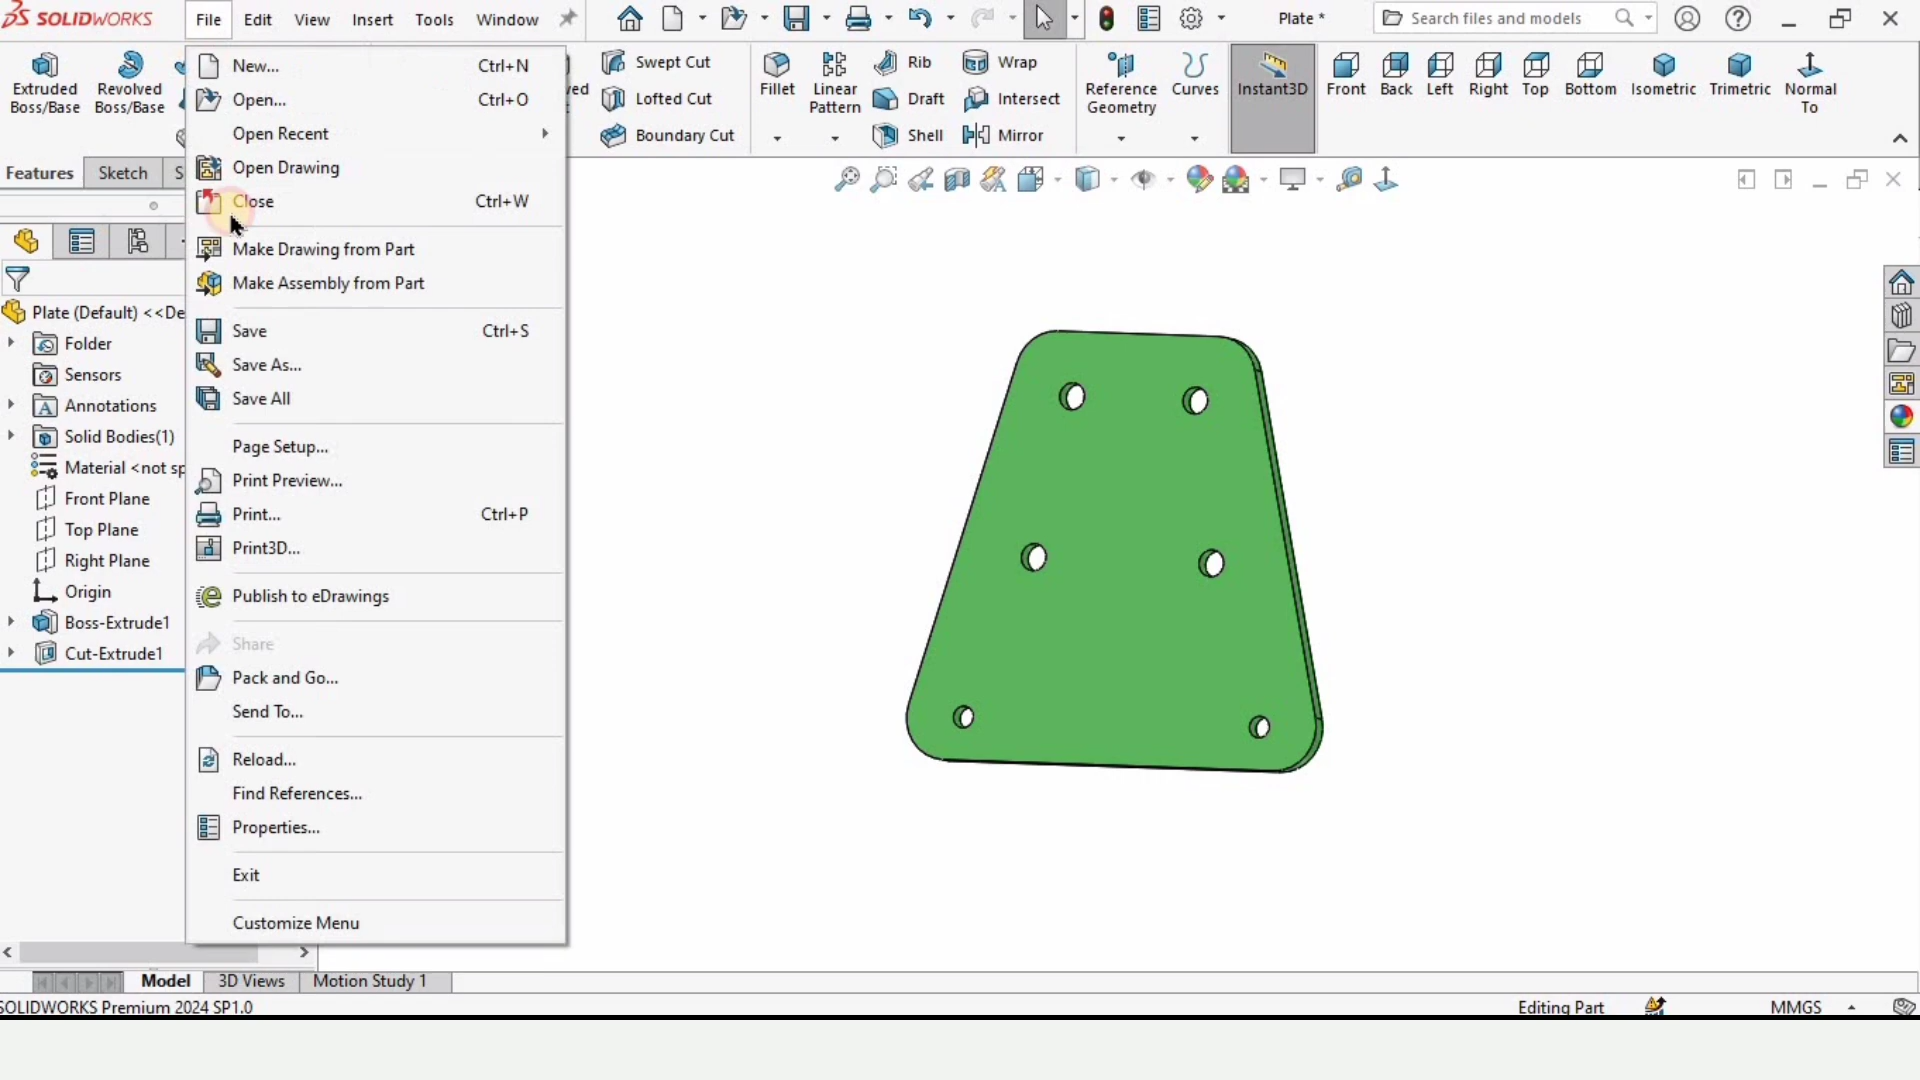 SOLIDWORKS
File
Edit
View
Insert
Tools
Window
Plate *
Search files and models
Extruded
Boss/Base
Revolved
Boss/Base
Swept Cut
Lofted Cut
Boundary Cut
Fillet
Linear
Pattern
Rib
Draft
Shell
Wrap
Intersect
Mirror
Reference
Geometry
Curves
Instant3D
Front
Back
Left
Right
Top
Bottom
Isometric
Trimetric
Normal
To
Features
Sketch
S
New... Ctrl+N
Open... Ctrl+O
Open Recent
Open Drawing
Close Ctrl+W
Make Drawing from Part
Make Assembly from Part
Save Ctrl+S
Save As...
Save All
Page Setup...
Print Preview...
Print... Ctrl+P
Print3D...
Publish to eDrawings
Share
Pack and Go...
Send To...
Reload...
Find References...
Properties...
Exit
Customize Menu
Plate (Default) <<De
Folder
Sensors
Annotations
Solid Bodies(1)
Material <not sp
Front Plane
Top Plane
Right Plane
Origin
Boss-Extrude1
Cut-Extrude1
Model
3D Views
Motion Study 1
SOLIDWORKS Premium 2024 SP1.0
Editing Part
MMGS